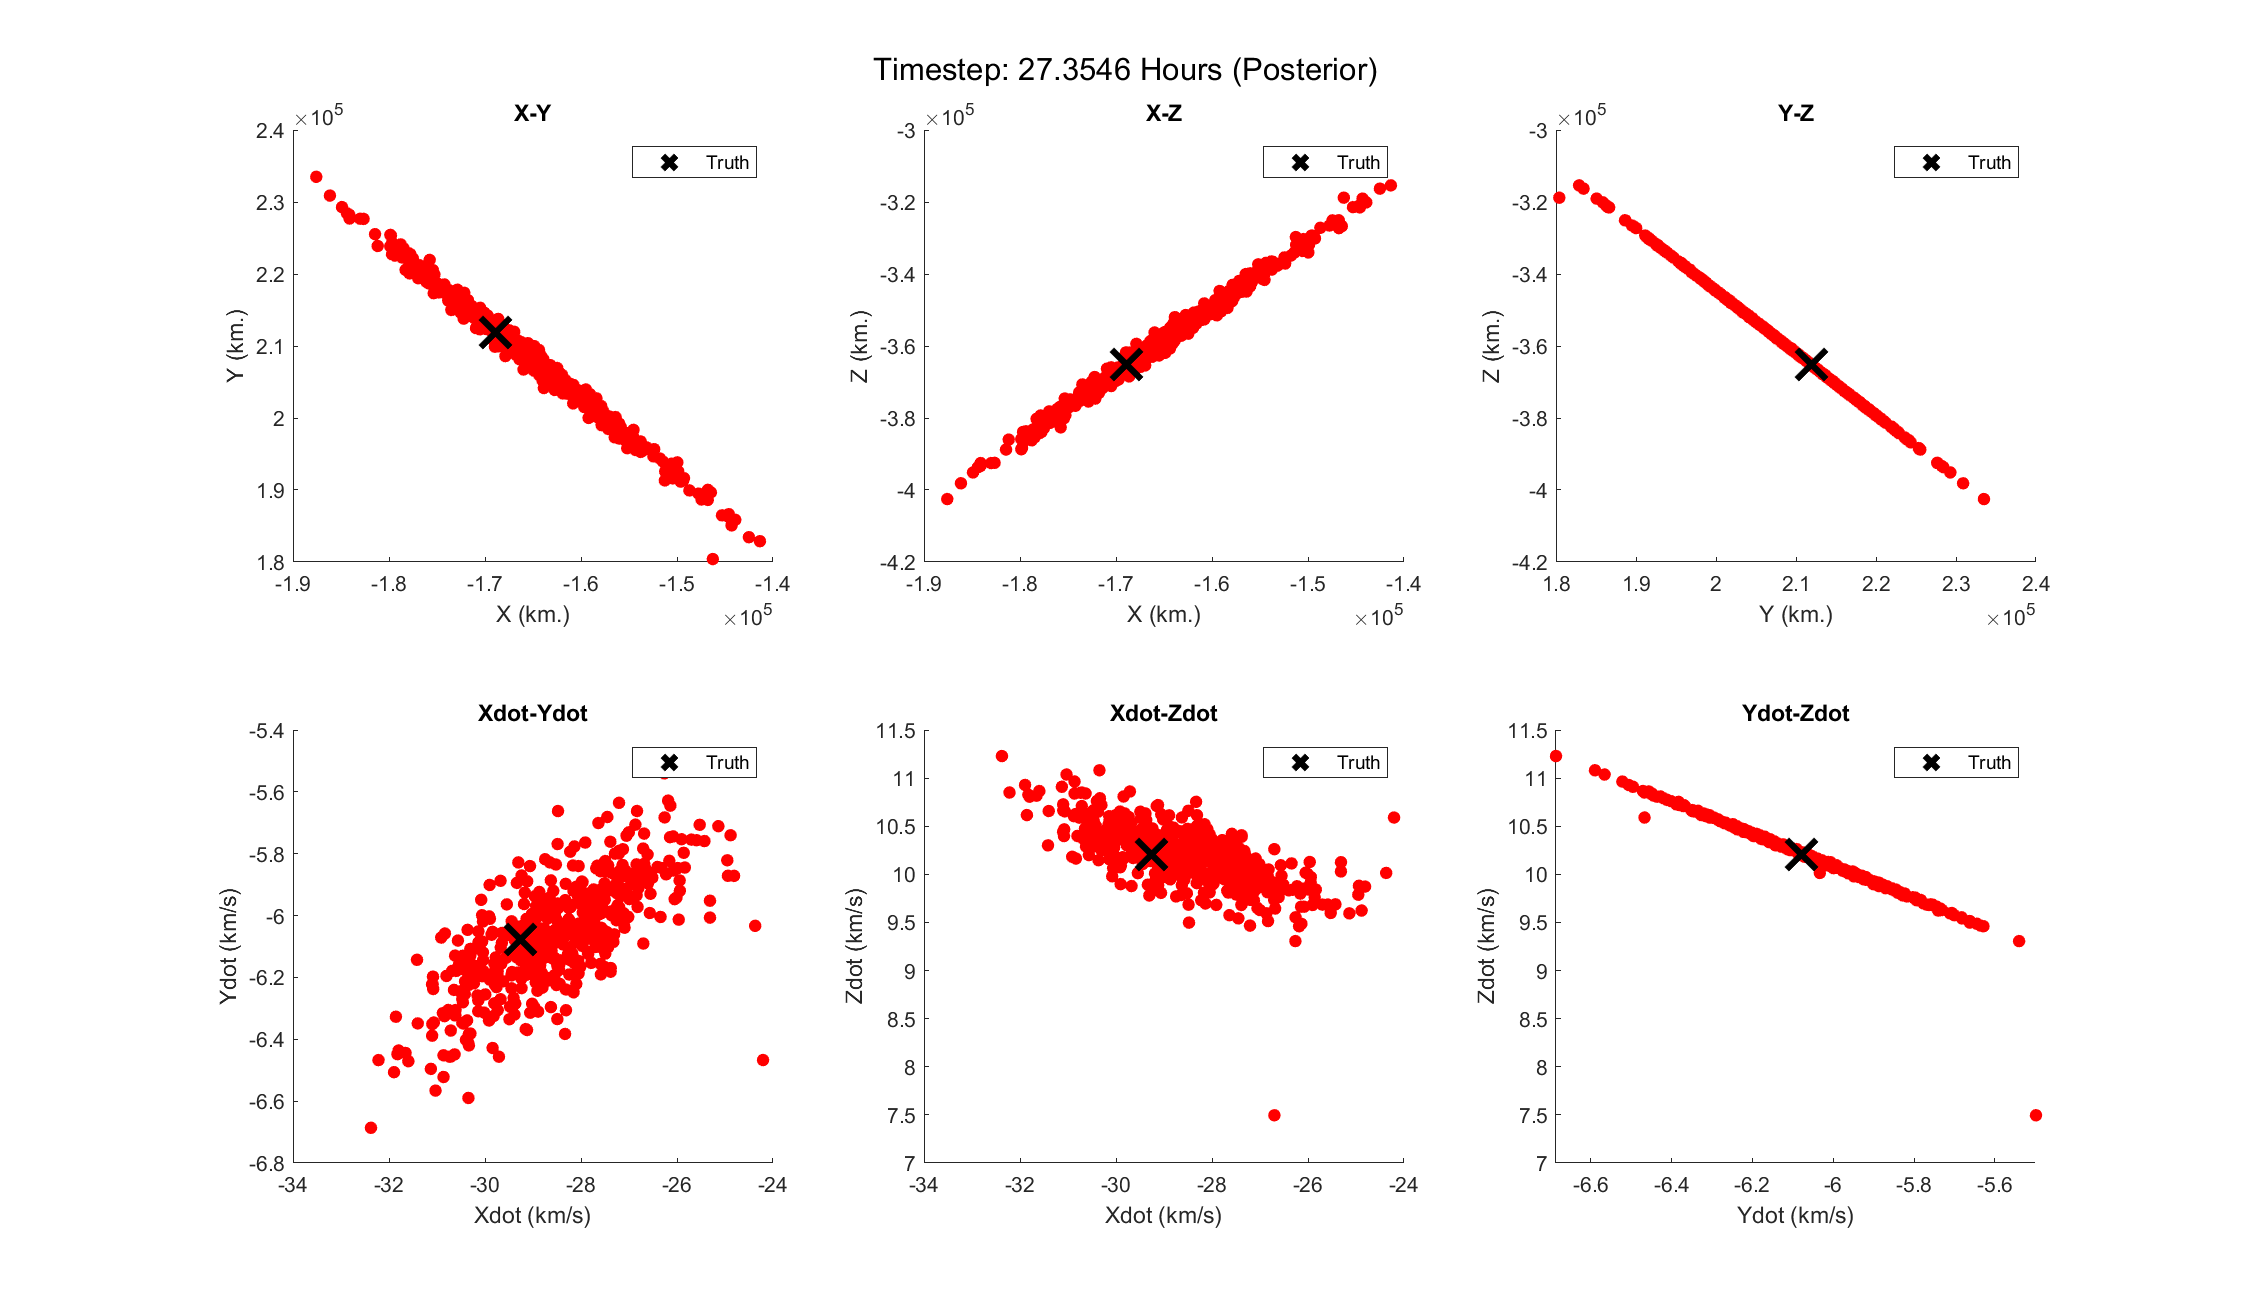 Timestep: 27.3546 Hours (Posterior)
X-Y
×10^5
2.4
2.3
2.2
2.1
2
1.9
1.8
Y (km.)
Truth
-1.9 -1.8 -1.7 -1.6 -1.5 -1.4
X (km.)
×10^5
X-Z
×10^5
-3
-3.2
-3.4
-3.6
-3.8
-4
-4.2
Z (km.)
Truth
-1.9 -1.8 -1.7 -1.6 -1.5 -1.4
X (km.)
×10^5
Y-Z
×10^5
-3
-3.2
-3.4
-3.6
-3.8
-4
-4.2
Z (km.)
Truth
1.8 1.9 2 2.1 2.2 2.3 2.4
Y (km.)
×10^5
Xdot-Ydot
-5.4
-5.6
-5.8
-6
-6.2
-6.4
-6.6
-6.8
Ydot (km/s)
Truth
-34 -32 -30 -28 -26 -24
Xdot (km/s)
Xdot-Zdot
11.5
11
10.5
10
9.5
9
8.5
8
7.5
7
Zdot (km/s)
Truth
-34 -32 -30 -28 -26 -24
Xdot (km/s)
Ydot-Zdot
11.5
11
10.5
10
9.5
9
8.5
8
7.5
7
Zdot (km/s)
Truth
-6.6 -6.4 -6.2 -6 -5.8 -5.6
Ydot (km/s)